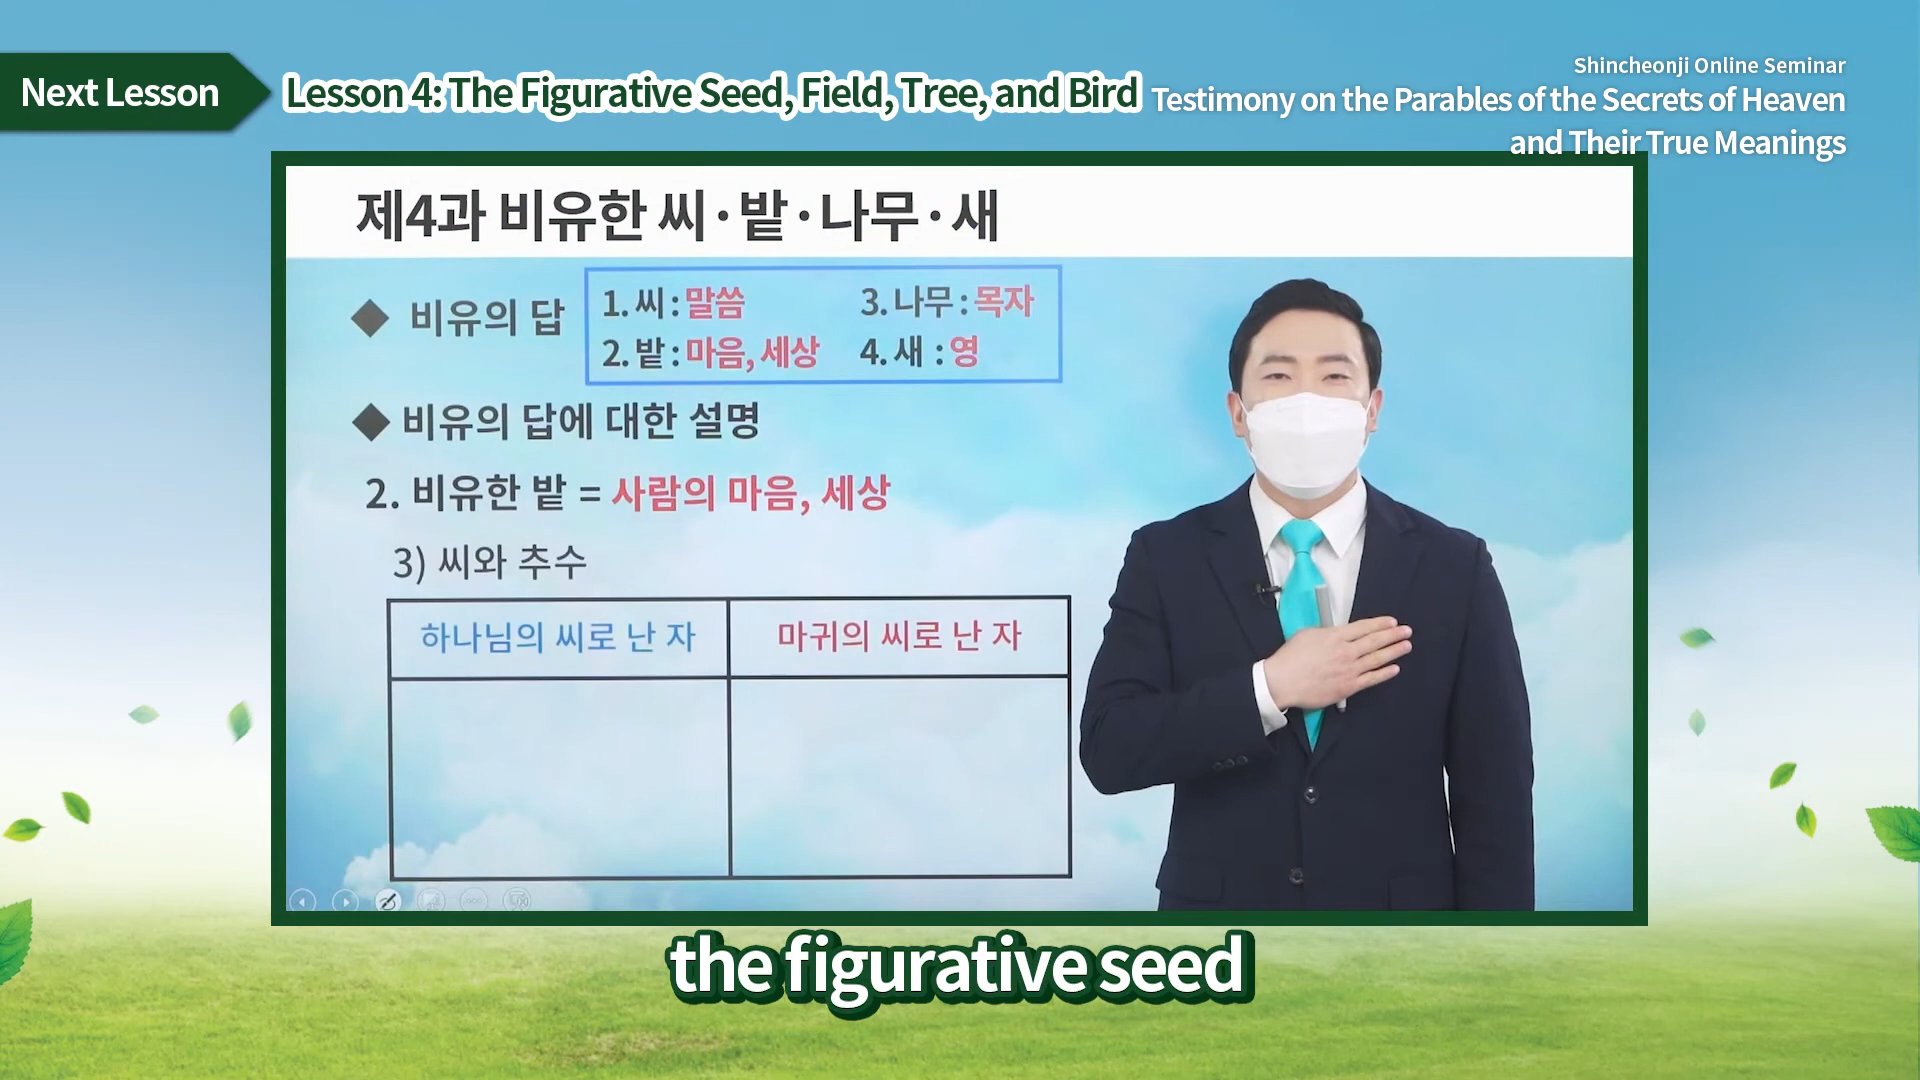 Next Lesson
Lesson 4: The Figurative Seed, Field, Tree, and Bird
Shincheonji Online Seminar
Testimony on the Parables of the Secrets of Heaven
and Their True Meanings
제4과 비유한 씨·밭·나무·새
◆ 비유의 답
1. 씨 : 말씀 3. 나무 : 목자
2. 밭 : 마음, 세상 4. 새 : 영
◆ 비유의 답에 대한 설명
2. 비유한 밭 = 사람의 마음, 세상
3) 씨와 추수
하나님의 씨로 난 자 마귀의 씨로 난 자
the figurative seed